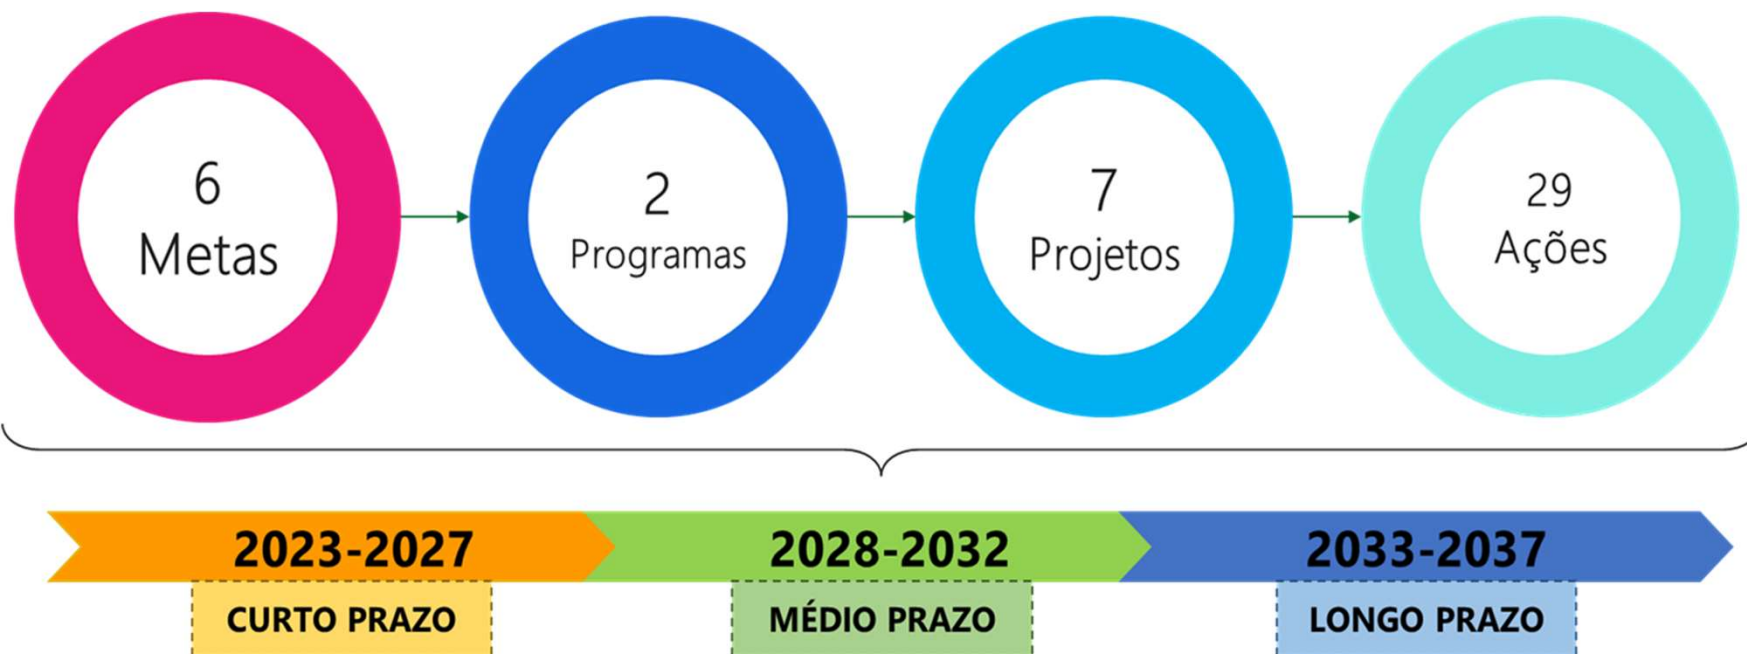 6
Metas
2
Programas
7
Projetos
29
Ações
2023-2027
2028-2032
2033-2037
CURTO PRAZO
MÉDIO PRAZO
LONGO PRAZO